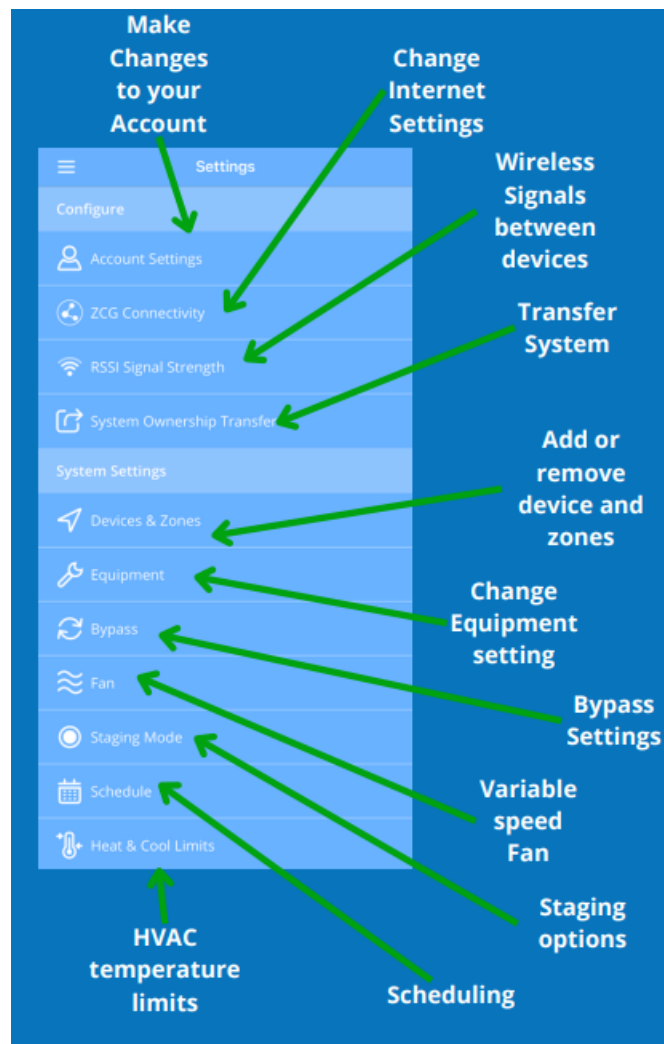 Make
Changes
to your
Account
Change
Internet
Settings
Settings
Configure
Account Settings
ZCG Connectivity
RSSI Signal Strength
System Ownership Transfer
System Settings
Devices & Zones
Equipment
Bypass
Fan
Staging Mode
Schedule
Heat & Cool Limits
Wireless
Signals
between
devices
Transfer
System
Add or
remove
device and
zones
Change
Equipment
setting
Bypass
Settings
Variable
speed
Fan
Staging
options
Scheduling
HVAC
temperature
limits